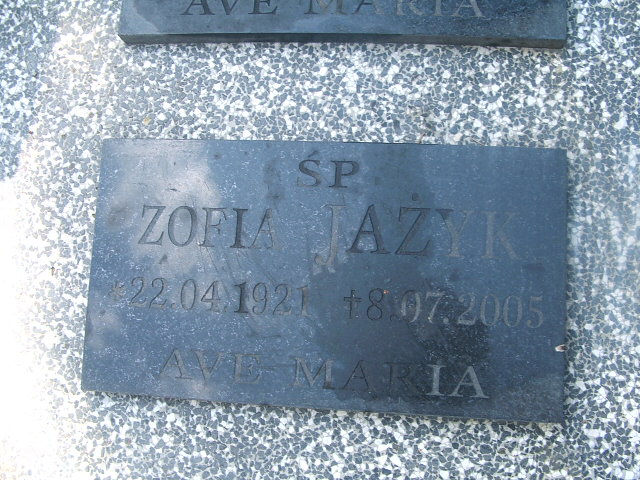 AVE MARIA
ŚP
ZOFIA JAŻYK
*22.04.1921 †8.07.2005
AVE MARIA